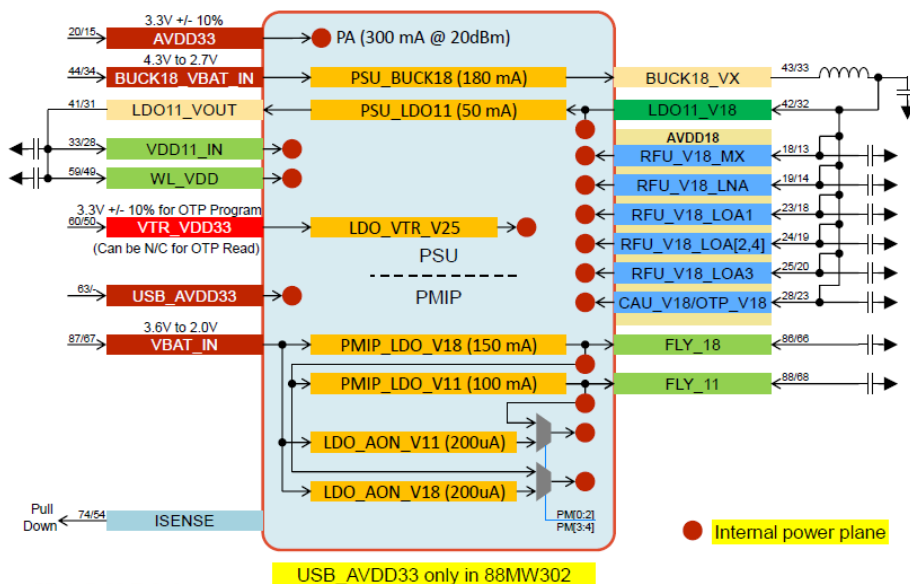 3.3V +/- 10%
20/15
AVDD33
PA (300 mA @ 20dBm)
4.3V to 2.7V
44/34
BUCK18_VBAT_IN
PSU_BUCK18 (180 mA)
BUCK18_VX
43/33
41/31
LDO11_VOUT
PSU_LDO11 (50 mA)
LDO11_V18
42/32
AVDD18
33/28
VDD11_IN
RFU_V18_MX
18/13
59/49
WL_VDD
RFU_V18_LNA
19/14
3.3V +/- 10% for OTP Program
60/50
VTR_VDD33
LDO_VTR_V25
RFU_V18_LOA1
23/18
(Can be N/C for OTP Read)
PSU
RFU_V18_LOA[2,4]
24/19
PMIP
RFU_V18_LOA3
25/20
63/-
USB_AVDD33
CAU_V18/OTP_V18
28/23
3.6V to 2.0V
87/67
VBAT_IN
PMIP_LDO_V18 (150 mA)
FLY_18
86/66
PMIP_LDO_V11 (100 mA)
FLY_11
88/68
LDO_AON_V11 (200uA)
LDO_AON_V18 (200uA)
Pull
Down
74/54
ISENSE
PM[0:2]
PM[3:4]
Internal power plane
USB_AVDD33 only in 88MW302